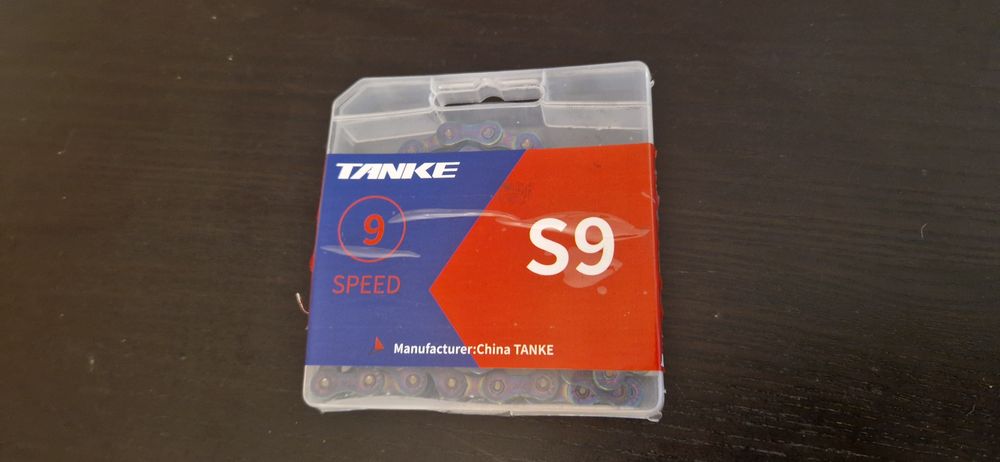 TANKE
9
SPEED
S9
Manufacturer:China TANKE